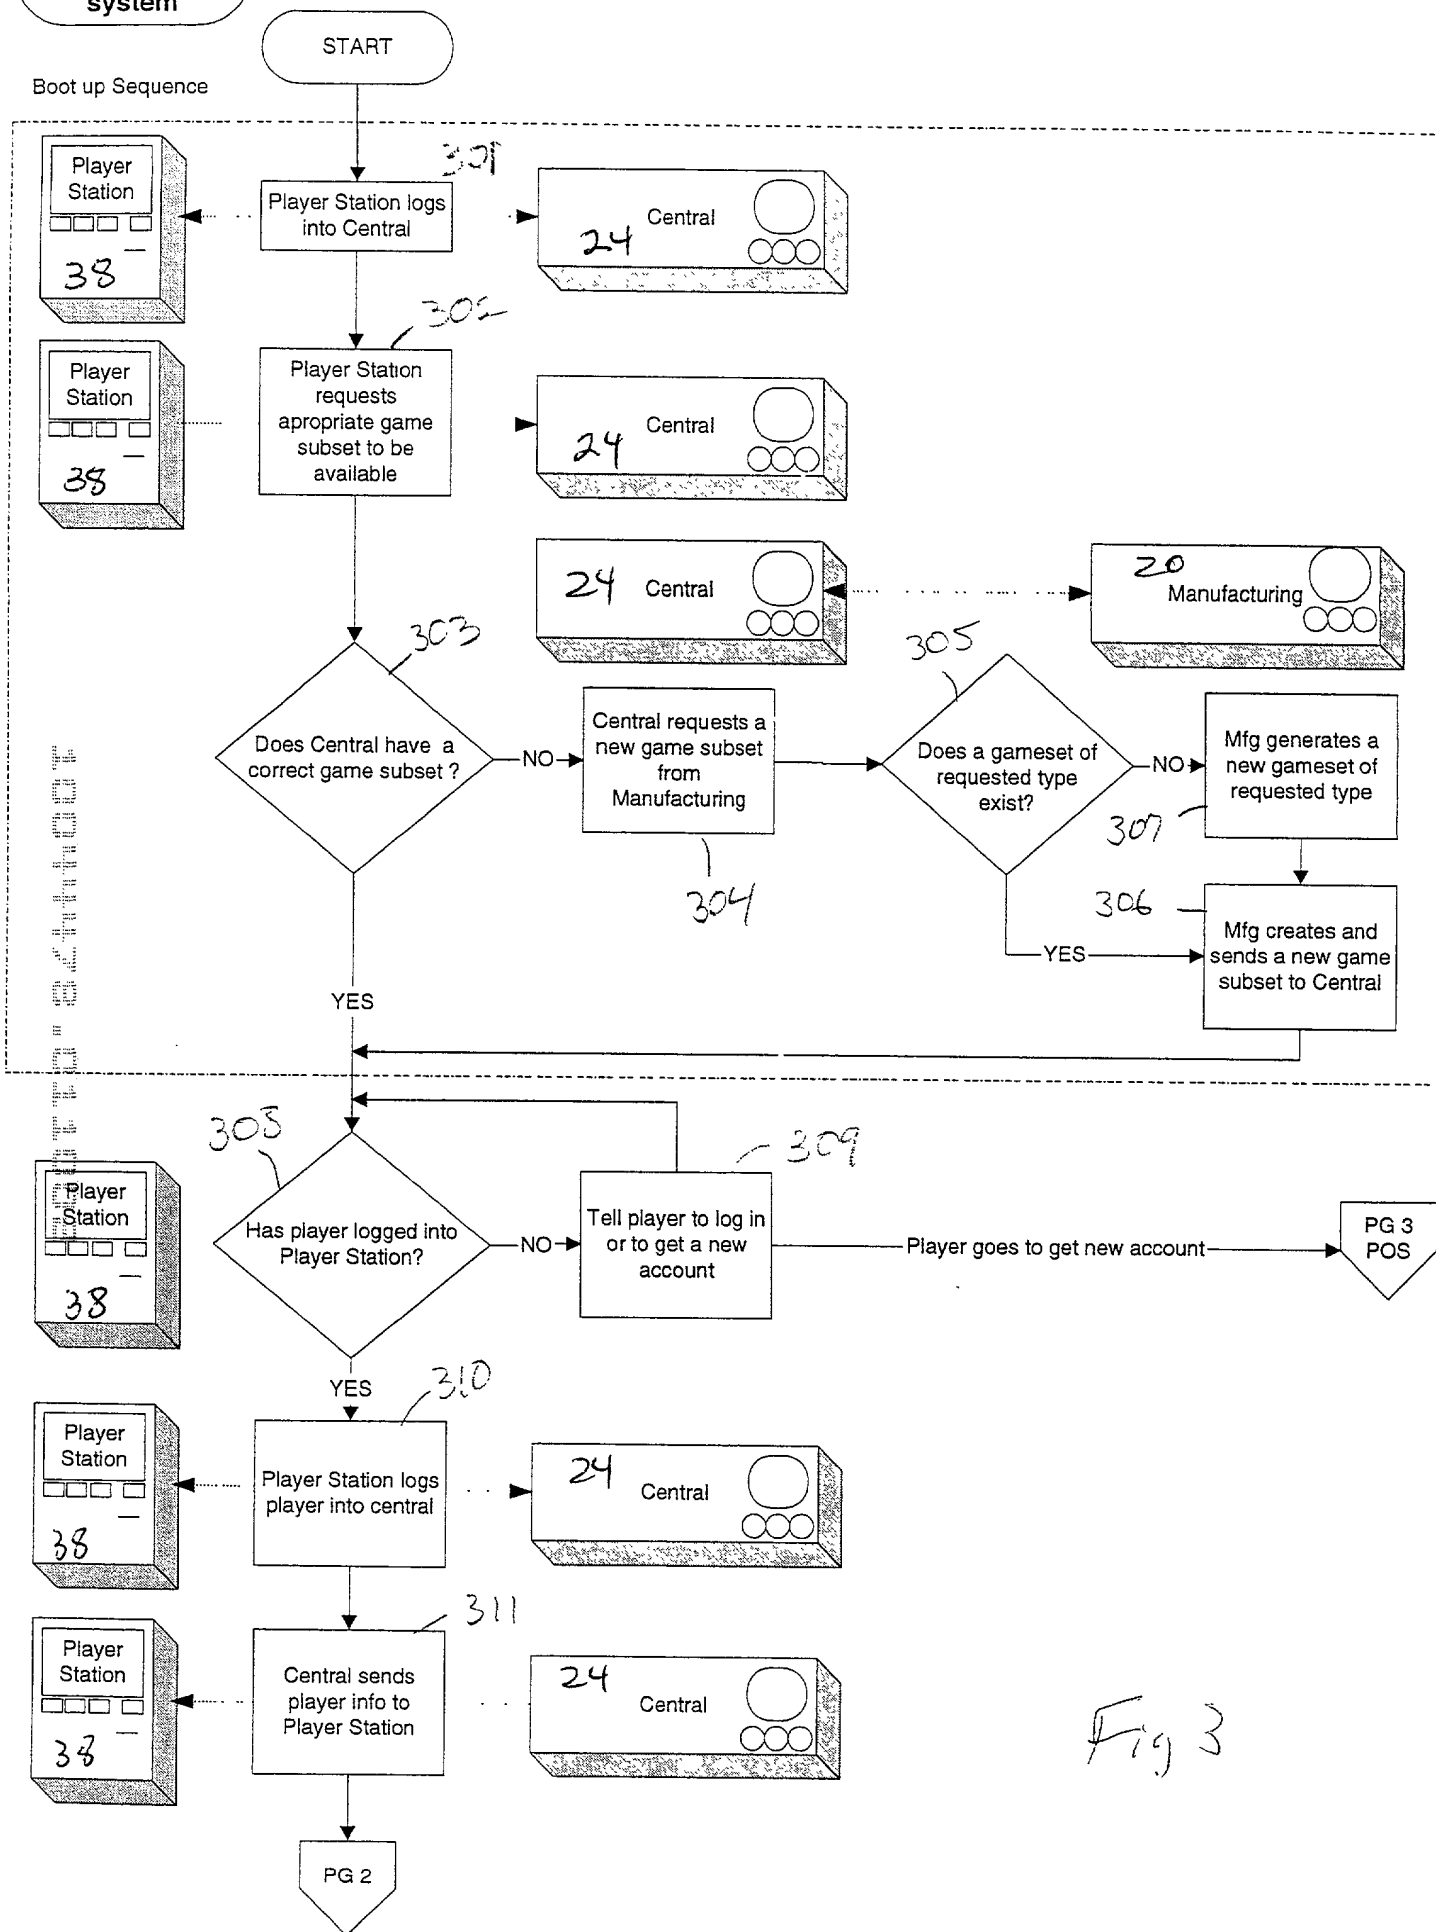 system
START
Boot up Sequence
Player
Station
38
301
Player Station logs
into Central
Central
24
302
Player
Station
38
Player Station
requests
apropriate game
subset to be
available
Central
24
24
Central
20
Manufacturing
303
305
Does Central have a
correct game subset ?
NO
Central requests a
new game subset
from
Manufacturing
304
Does a gameset of
requested type
exist?
NO
Mfg generates a
new gameset of
requested type
307
306
Mfg creates and
sends a new game
subset to Central
YES
YES
308
309
Player
Station
38
Has player logged into
Player Station?
NO
Tell player to log in
or to get a new
account
Player goes to get new account
PG 3
POS
YES
310
Player
Station
38
Player Station logs
player into central
24
Central
311
Player
Station
38
Central sends
player info to
Player Station
24
Central
Fig 3
PG 2